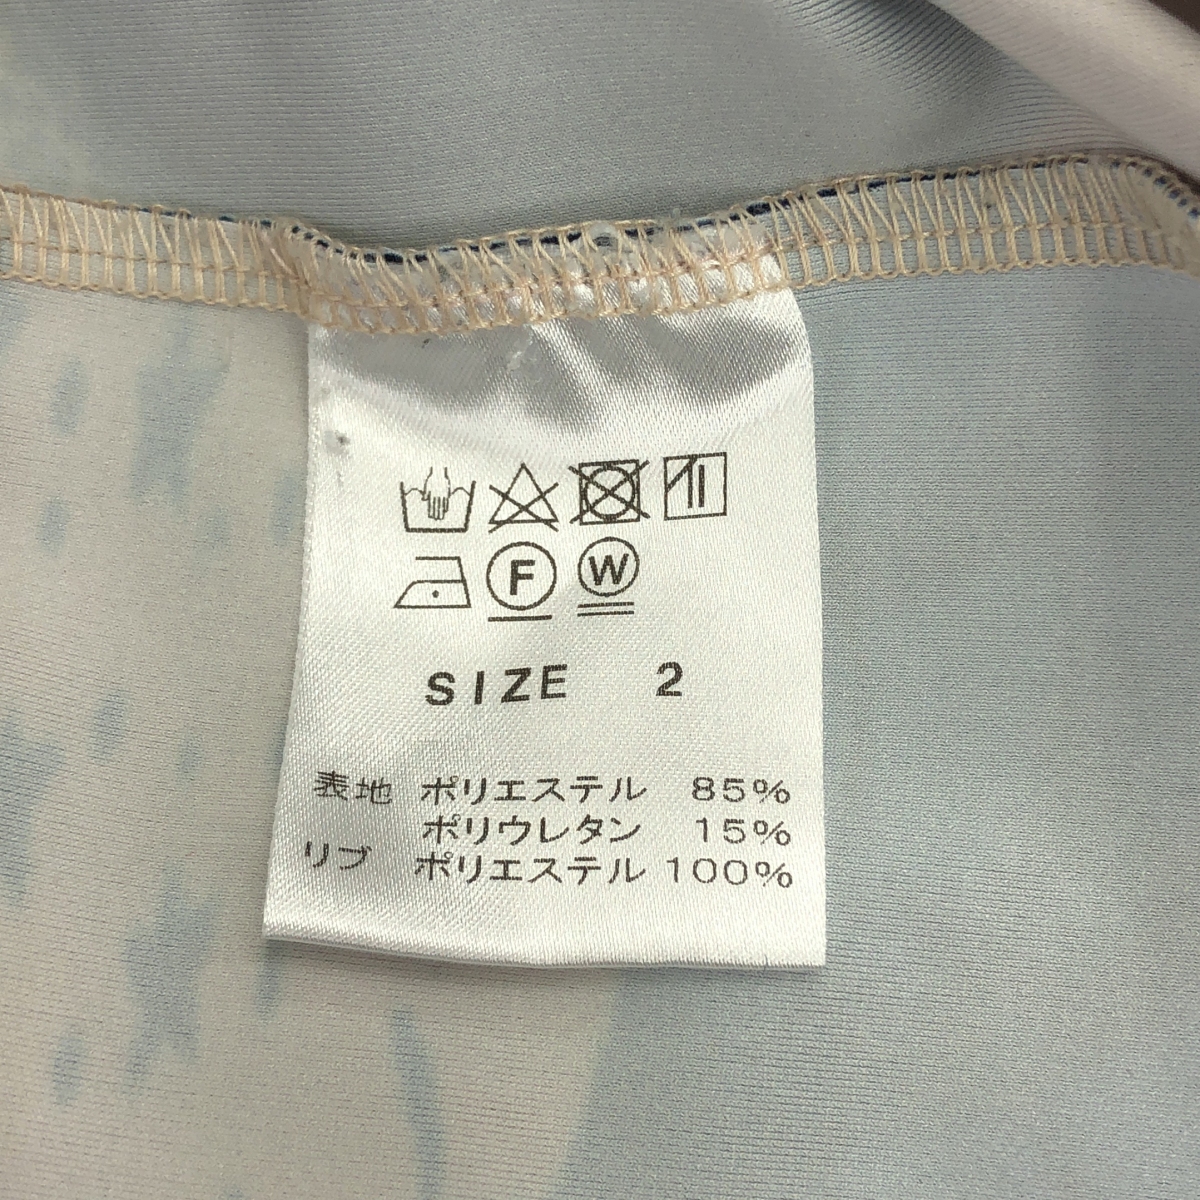 F W
SIZE 2
表地 ポリエステル 85%
ポリウレタン 15%
リブ ポリエステル 100%